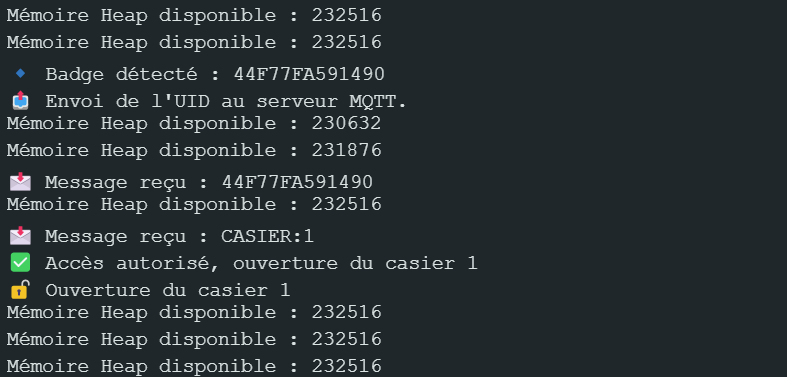 Mémoire Heap disponible : 232516
Mémoire Heap disponible : 232516
🔹 Badge détecté : 44F77FA591490
📤 Envoi de l'UID au serveur MQTT.
Mémoire Heap disponible : 230632
Mémoire Heap disponible : 231876
📩 Message reçu : 44F77FA591490
Mémoire Heap disponible : 232516
📩 Message reçu : CASIER:1
✅ Accès autorisé, ouverture du casier 1
🔓 Ouverture du casier 1
Mémoire Heap disponible : 232516
Mémoire Heap disponible : 232516
Mémoire Heap disponible : 232516